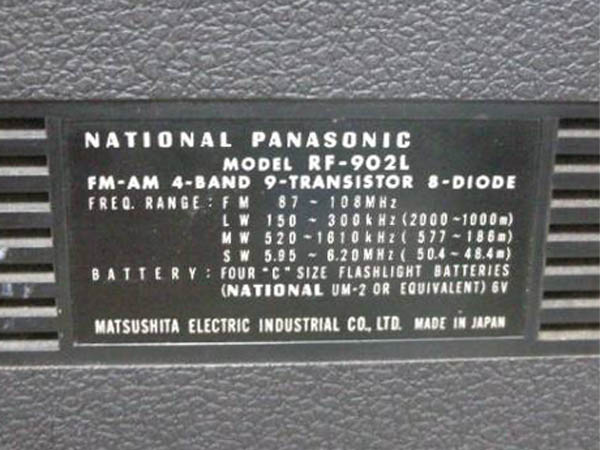 NATIONAL PANASONIC
MODEL RF-902L
FM-AM 4-BAND 9-TRANSISTOR 8-DIODE
FREQ. RANGE: FM 87 ~ 108MHz
LW 150 ~ 300kHz (2000~1000m)
MW 520 ~ 1610kHz ( 577 ~ 186m)
SW 5.95 ~ 6.20MHz ( 50.4 ~ 48.4m)
BATTERY: FOUR "C" SIZE FLASHLIGHT BATTERIES
(NATIONAL UM-2 OR EQUIVALENT) 6V
MATSUSHITA ELECTRIC INDUSTRIAL CO., LTD. MADE IN JAPAN